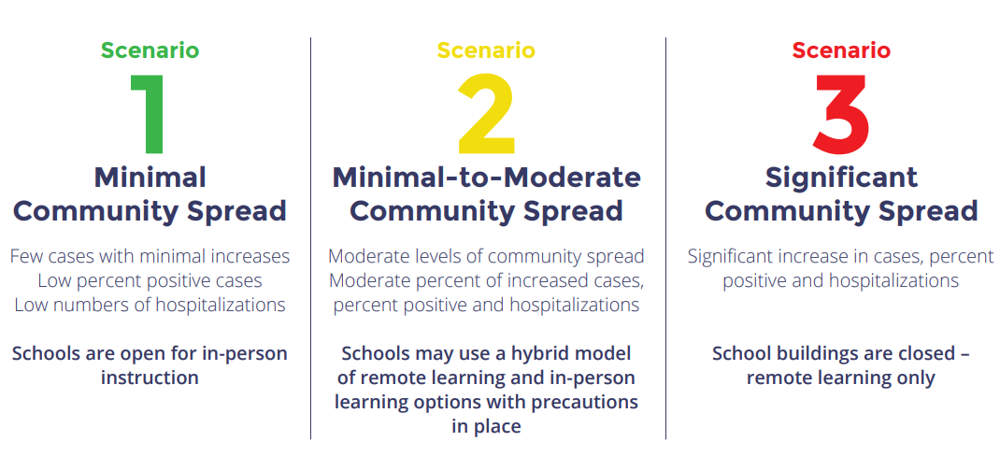 Scenario
1
Minimal
Community Spread
Few cases with minimal increases
Low percent positive cases
Low numbers of hospitalizations
Schools are open for in-person
instruction
Scenario
2
Minimal-to-Moderate
Community Spread
Moderate levels of community spread
Moderate percent of increased cases,
percent positive and hospitalizations
Schools may use a hybrid model
of remote learning and in-person
learning options with precautions
in place
Scenario
3
Significant
Community Spread
Significant increase in cases, percent
positive and hospitalizations
School buildings are closed –
remote learning only